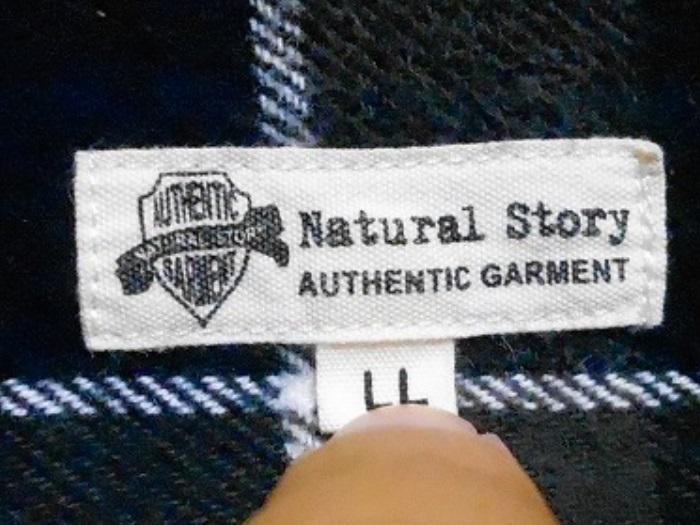 AUTHENTIC
GARMENT
Natural Story
AUTHENTIC GARMENT
LL